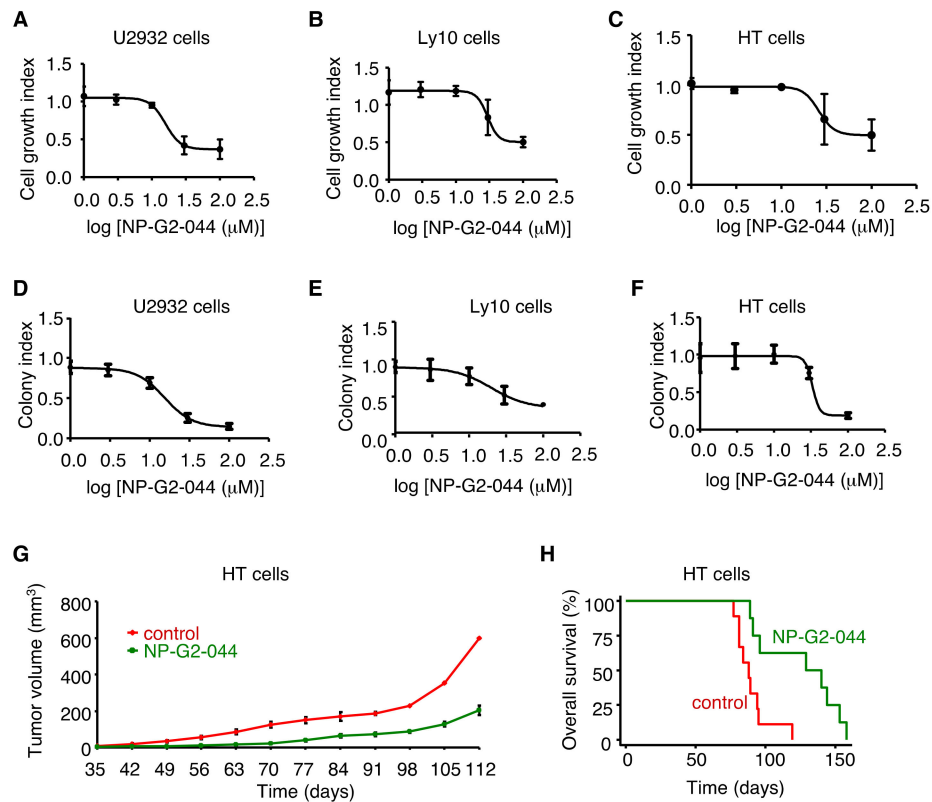 A
U2932 cells
Cell growth index
1.5
1.0
0.5
0.0
0.0 0.5 1.0 1.5 2.0 2.5
log [NP-G2-044 (μM)]
B
Ly10 cells
Cell growth index
1.5
1.0
0.5
0.0
0.0 0.5 1.0 1.5 2.0 2.5
log [NP-G2-044 (μM)]
C
HT cells
Cell growth index
1.5
1.0
0.5
0.0
0.0 0.5 1.0 1.5 2.0 2.5
log [NP-G2-044 (μM)]
D
U2932 cells
Colony index
1.5
1.0
0.5
0.0
0.0 0.5 1.0 1.5 2.0 2.5
log [NP-G2-044 (μM)]
E
Ly10 cells
Colony index
1.5
1.0
0.5
0.0
0.0 0.5 1.0 1.5 2.0 2.5
log [NP-G2-044 (μM)]
F
HT cells
Colony index
1.5
1.0
0.5
0.0
0.0 0.5 1.0 1.5 2.0 2.5
log [NP-G2-044 (μM)]
G
HT cells
Tumor volume (mm³)
800
600
400
200
0
control
NP-G2-044
35 42 49 56 63 70 77 84 91 98 105 112
Time (days)
H
HT cells
Overall survival (%)
100
75
50
25
0
NP-G2-044
control
0 50 100 150
Time (days)